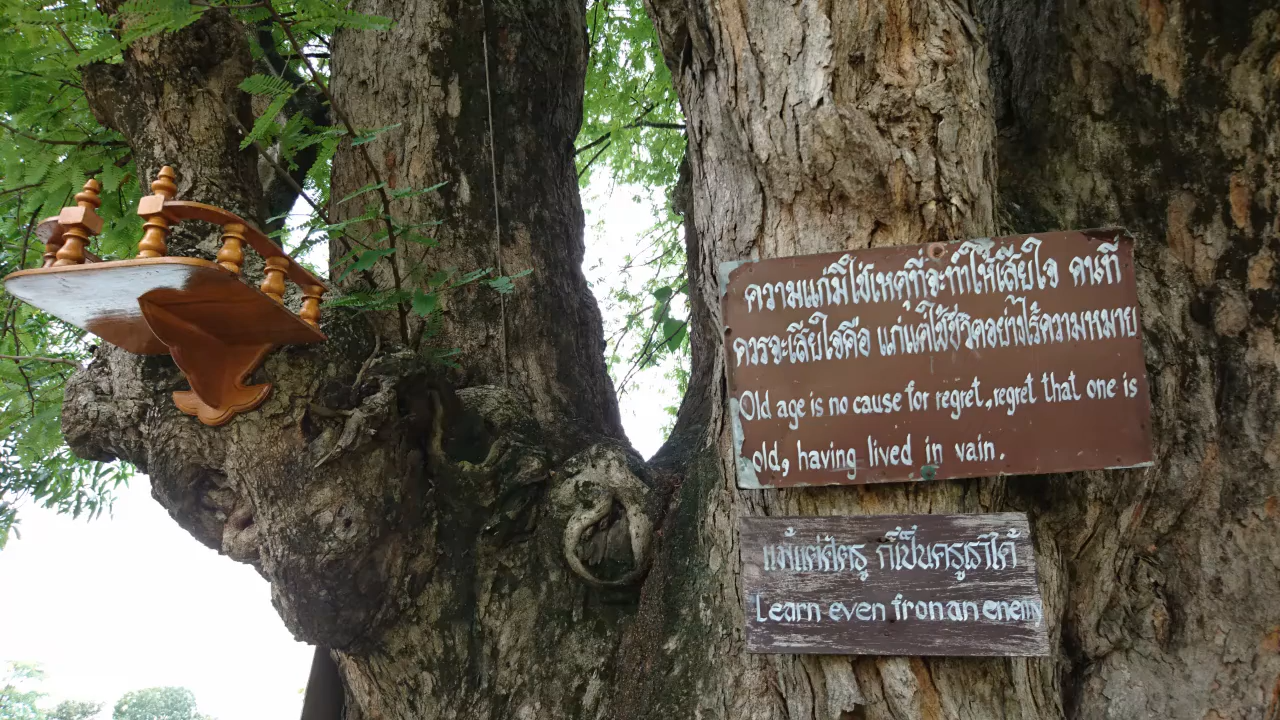 ความแก่มิใช่เหตุที่จะทำให้เสียใจ คนที่
ควรจะเสียใจคือ แก่แต่ใช้ชีวิตอย่างไร้ความหมาย
Old age is no cause for regret, regret that one is
old, having lived in vain.
แม้แต่ศัตรู ก็เป็นครูเราได้
Learn even fron an enemy